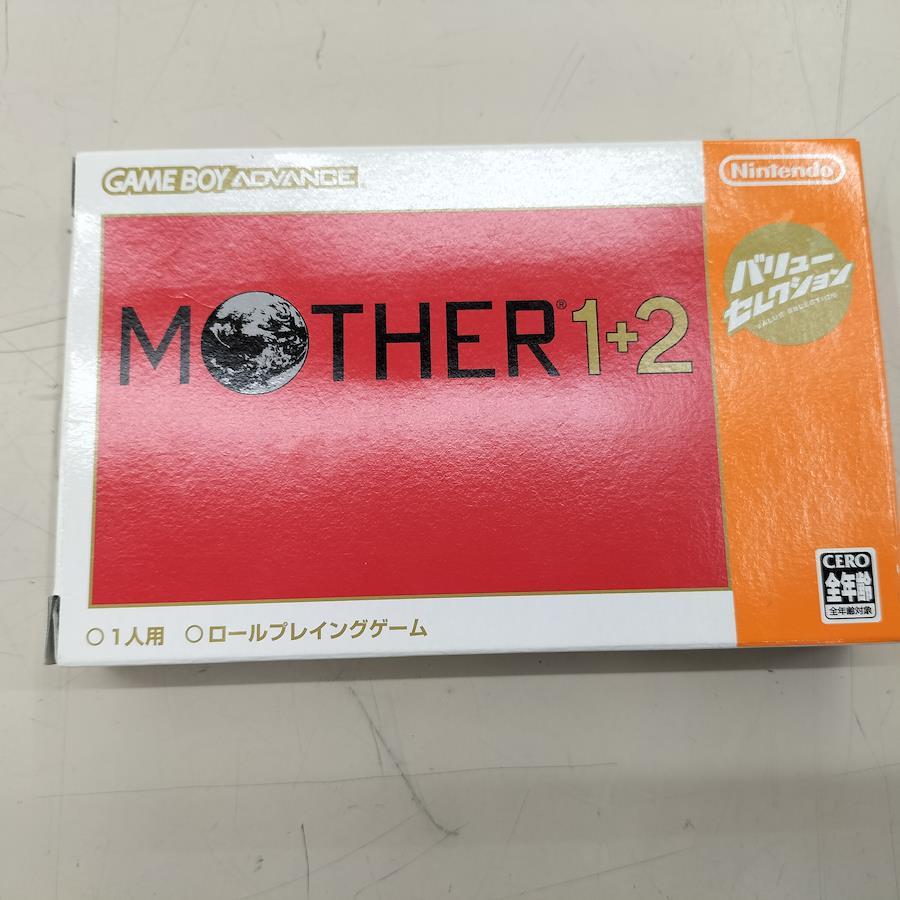 GAME BOY ADVANCE
Nintendo
バリュー
セレクション
VALUE SELECTION
MOTHER® 1+2
CERO
全年齢
全年齢対象
○1人用 ○ロールプレイングゲーム